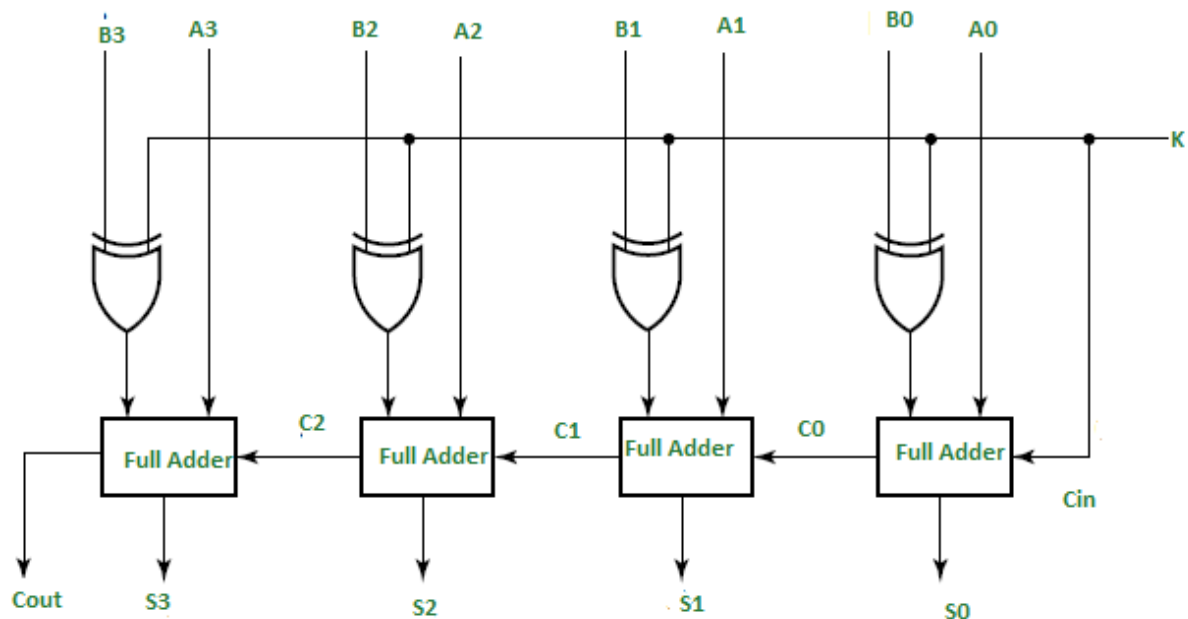 B3 A3 B2 A2 B1 A1 B0 A0
K
C2 C1 C0
Full Adder Full Adder Full Adder Full Adder
Cin
Cout S3 S2 S1 S0